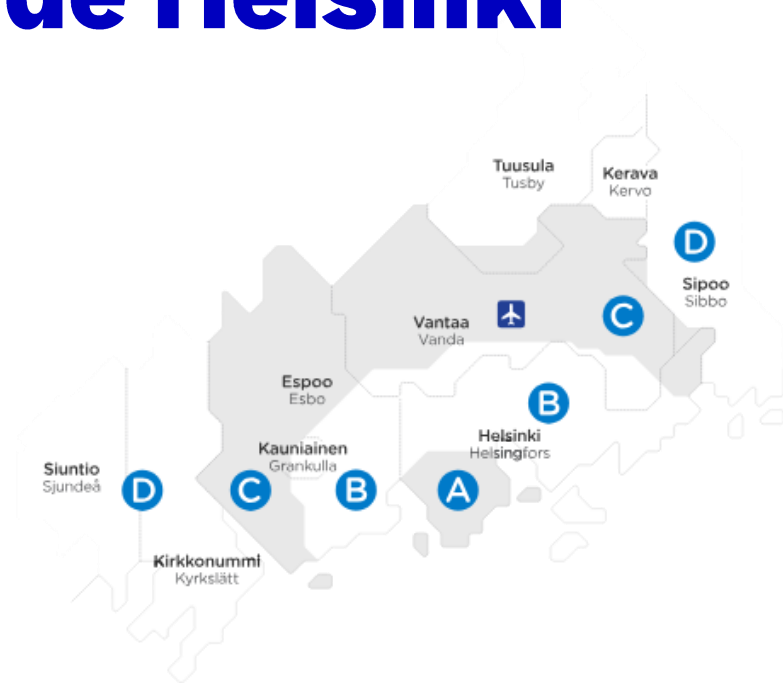 de Helsinki
Tuusula
Tusby
Kerava
Kervo
D
Sipoo
Sibbo
C
Vantaa
Vanda
Espoo
Esbo
B
Helsinki
Helsingfors
Kauniainen
Grankulla
Siuntio
Sjundeå
D
C
B
A
Kirkkonummi
Kyrkslätt